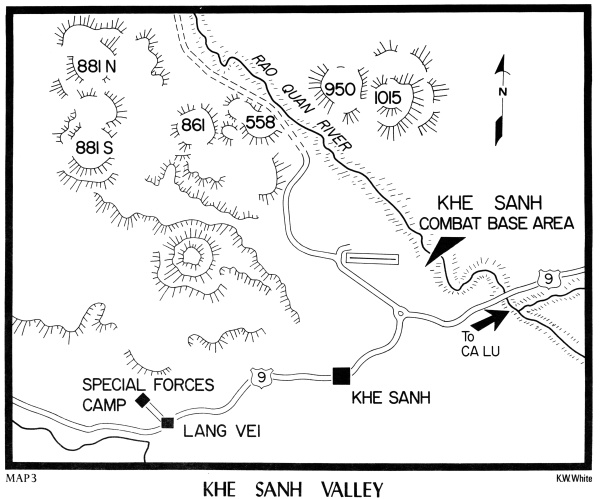 881 N
881 S
861
558
950
1015
RAO QUAN RIVER
N
KHE SANH
COMBAT BASE AREA
9
To
CA LU
9
KHE SANH
SPECIAL FORCES
CAMP
LANG VEI
MAP 3
K.W.White
KHE SANH VALLEY